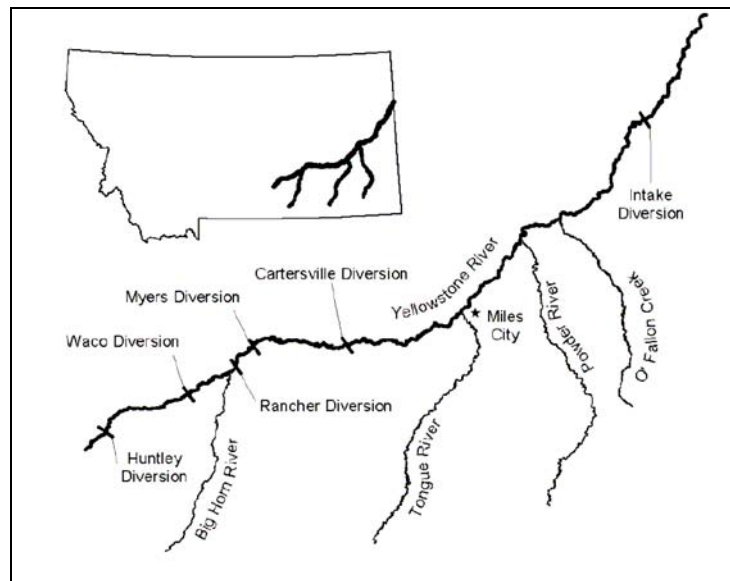 Intake
Diversion
Yellowstone River
Cartersville Diversion
Myers Diversion
Miles
City
Powder River
O' Fallon Creek
Waco Diversion
Rancher Diversion
Huntley
Diversion
Big Horn River
Tongue River